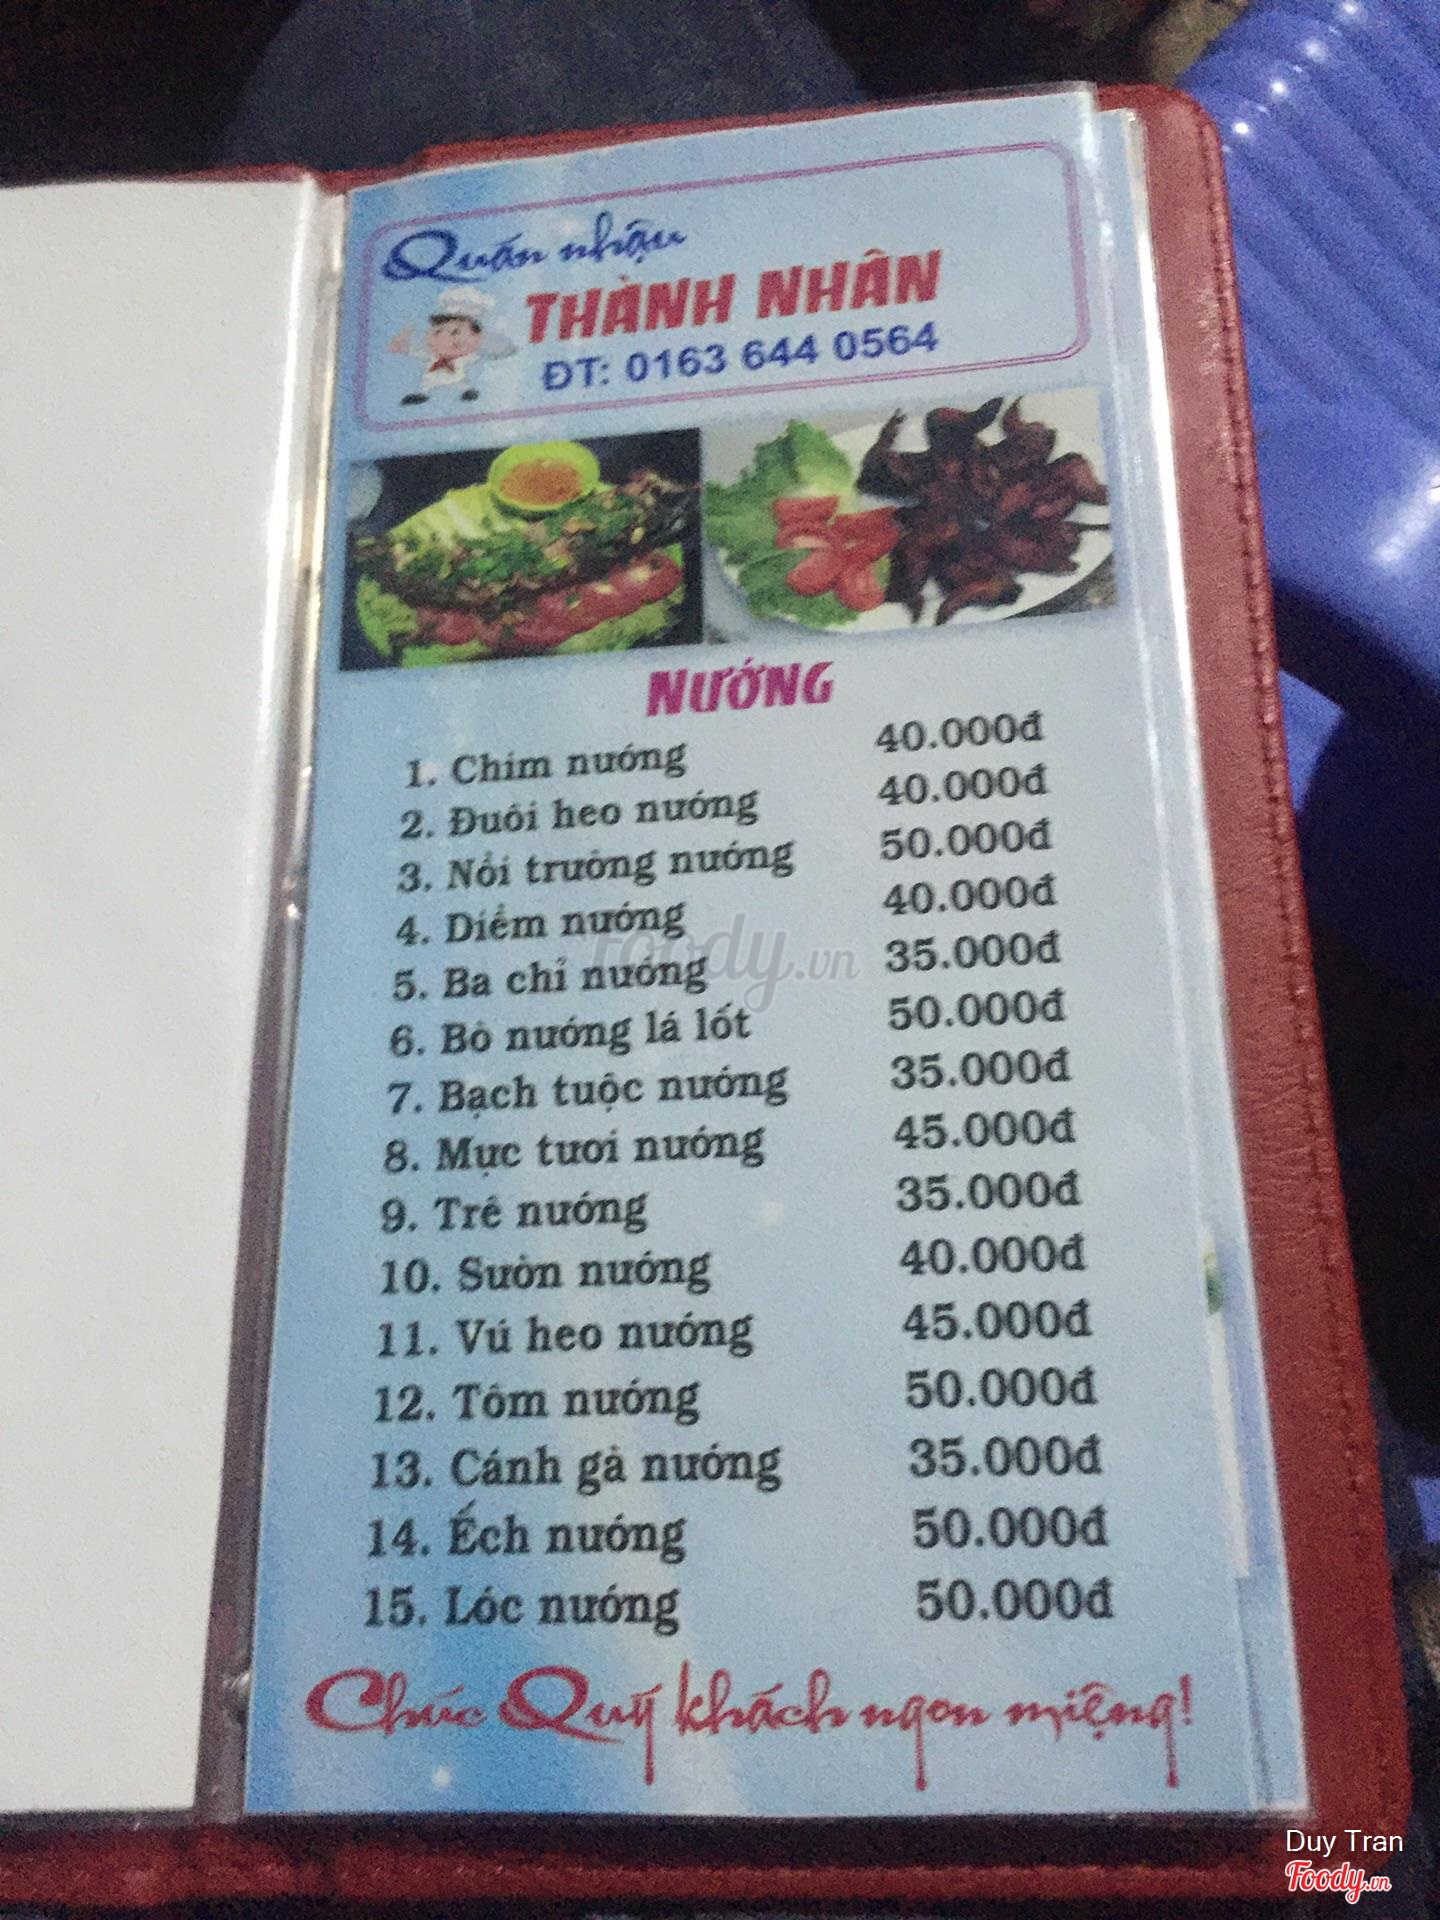 Quán nhậu
THÀNH NHÂN
ĐT: 0163 644 0564
NƯỚNG
1. Chim nướng 40.000đ
2. Đuôi heo nướng 40.000đ
3. Nồi trường nướng 50.000đ
4. Diềm nướng 40.000đ
5. Ba chỉ nướng 35.000đ
6. Bò nướng lá lốt 50.000đ
7. Bạch tuộc nướng 35.000đ
8. Mực tươi nướng 45.000đ
9. Trê nướng 35.000đ
10. Sườn nướng 40.000đ
11. Vú heo nướng 45.000đ
12. Tôm nướng 50.000đ
13. Cánh gà nướng 35.000đ
14. Ếch nướng 50.000đ
15. Lóc nướng 50.000đ
Chúc Quý khách ngon miệng!
foody.vn
Duy Tran
Foody.vn